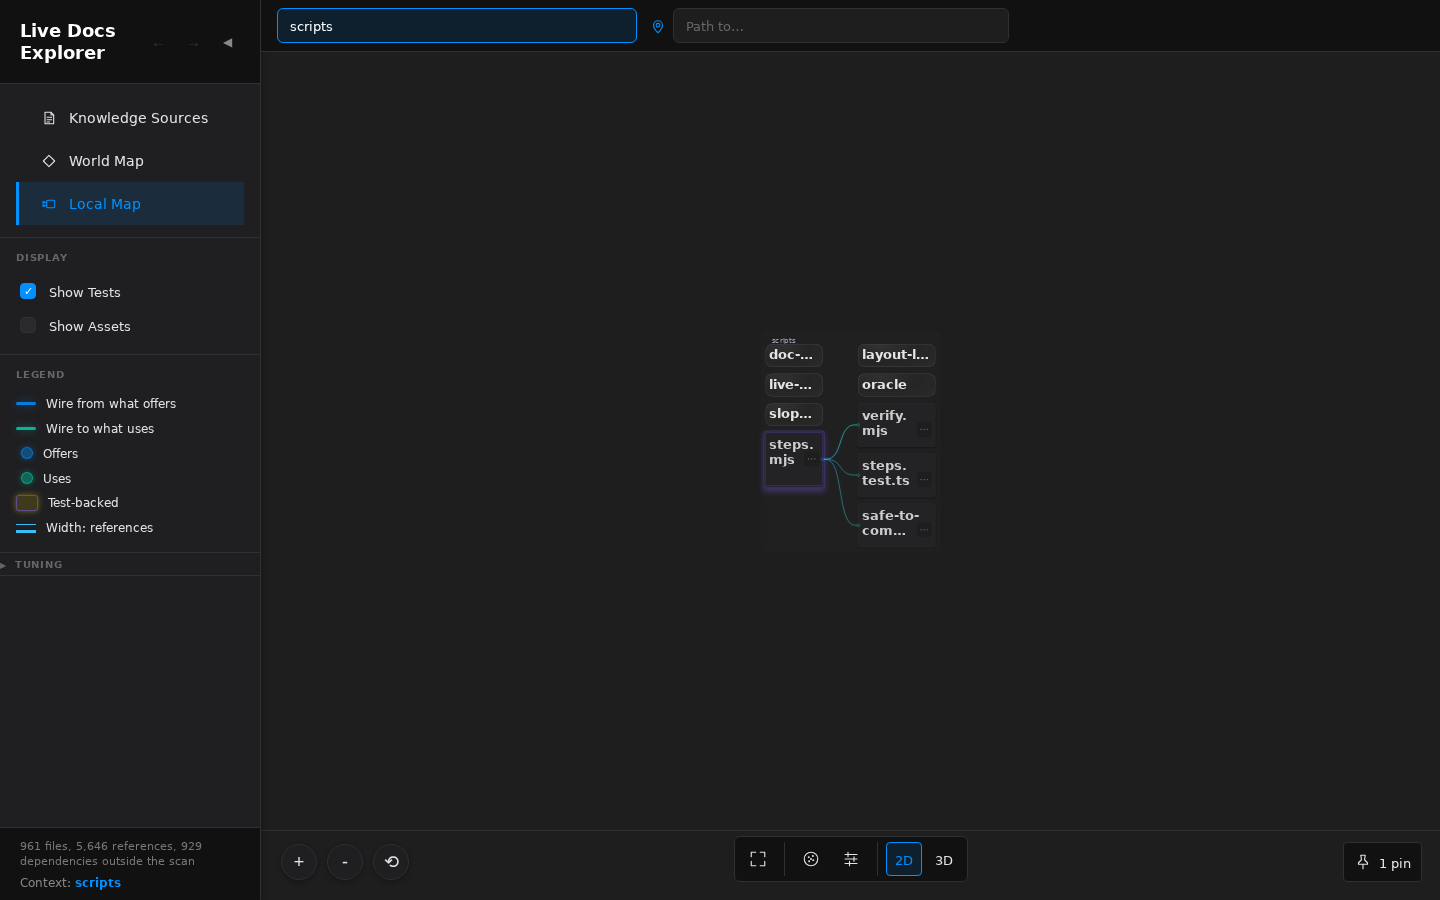 Live Docs
Explorer
Knowledge Sources
World Map
Local Map
DISPLAY
Show Tests
Show Assets
LEGEND
Wire from what offers
Wire to what uses
Offers
Uses
Test-backed
Width: references
TUNING
961 files, 5,646 references, 929
dependencies outside the scan
Context: scripts
scripts
Path to...
scripts
doc-...
layout-l...
live-...
oracle
slop...
verify.
mjs
...
steps.
mjs
...
steps.
test.ts
...
safe-to-
com...
...
+
-
2D
3D
1 pin